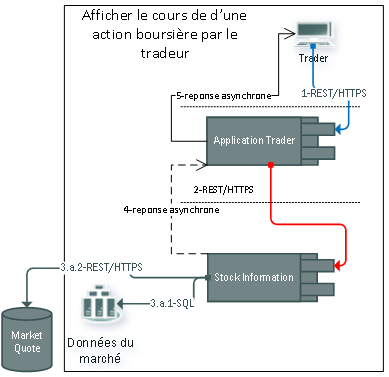 Afficher le cours de d'une
action boursière par le
tradeur
Trader
5-reponse asynchrone
1-REST/HTTPS
Application Trader
2-REST/HTTPS
4-reponse asynchrone
3.a.2-REST/HTTPS
Stock Information
3.a.1-SQL
Market
Quote
Données du
marché